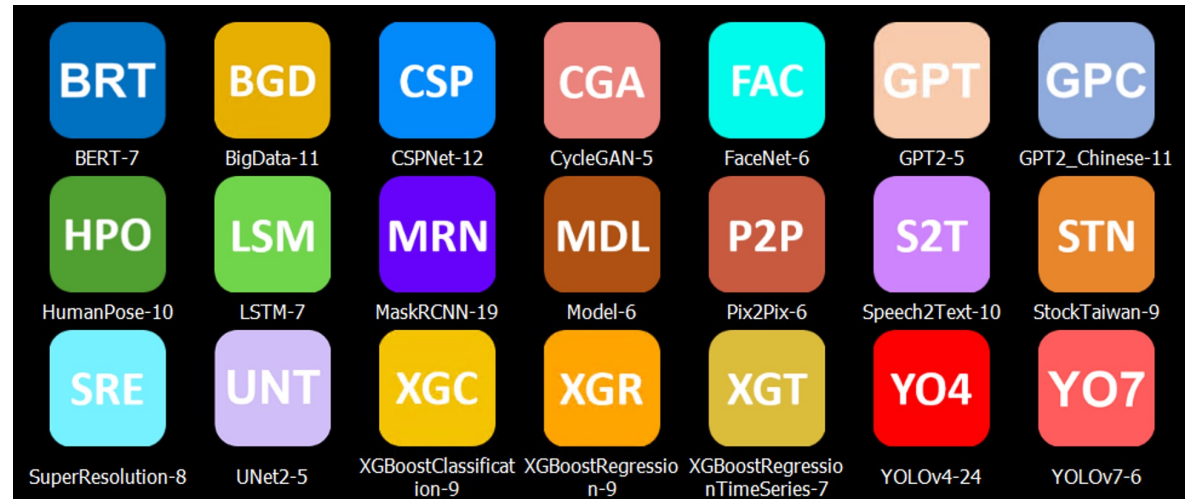 BRT BGD CSP CGA FAC GPT GPC
BERT-7 BigData-11 CSPNet-12 CycleGAN-5 FaceNet-6 GPT2-5 GPT2_Chinese-11
HPO LSM MRN MDL P2P S2T STN
HumanPose-10 LSTM-7 MaskRCNN-19 Model-6 Pix2Pix-6 Speech2Text-10 StockTaiwan-9
SRE UNT XGC XGR XGT YO4 YO7
SuperResolution-8 UNet2-5 XGBoostClassificat
ion-9 XGBoostRegressio
n-9 XGBoostRegressio
nTimeSeries-7 YOLOv4-24 YOLOv7-6